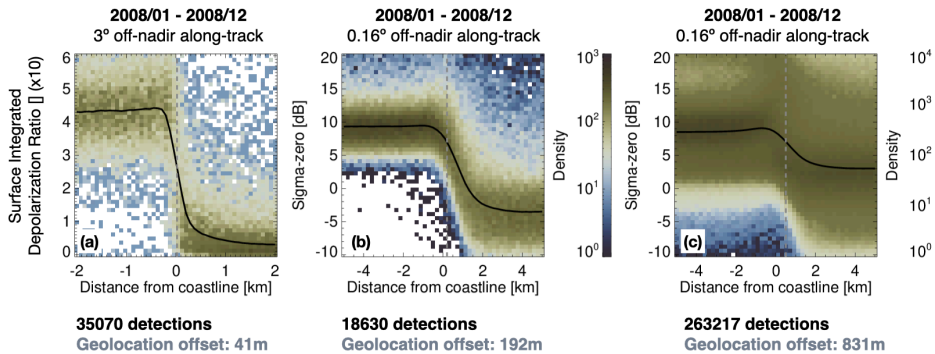 2008/01 - 2008/12
3° off-nadir along-track
Surface Integrated
Depolarization Ratio [] (x10)
6
5
4
3
2
1
0
(a)
-2 -1 0 1 2
Distance from coastline [km]
35070 detections
Geolocation offset: 41m
2008/01 - 2008/12
0.16° off-nadir along-track
Sigma-zero [dB]
20
15
10
5
0
-5
-10
(b)
-4 -2 0 2 4
Distance from coastline [km]
Density
10³
10²
10¹
10⁰
18630 detections
Geolocation offset: 192m
2008/01 - 2008/12
0.16° off-nadir along-track
Sigma-zero [dB]
20
15
10
5
0
-5
-10
(c)
-4 -2 0 2 4
Distance from coastline [km]
Density
10⁴
10³
10²
10¹
10⁰
263217 detections
Geolocation offset: 831m